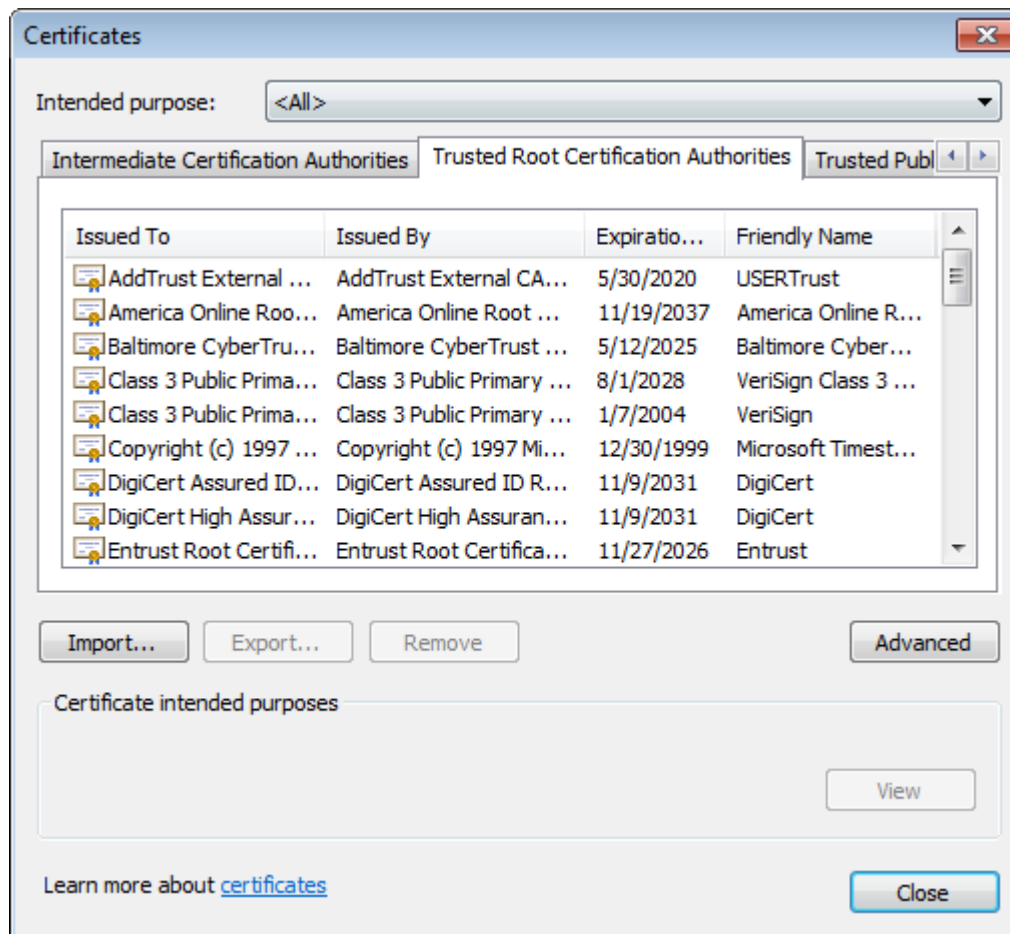 Certificates
Intended purpose: <All>
Intermediate Certification Authorities Trusted Root Certification Authorities Trusted Publ
Issued To Issued By Expiratio... Friendly Name
AddTrust External ... AddTrust External CA... 5/30/2020 USERTrust
America Online Roo... America Online Root ... 11/19/2037 America Online R...
Baltimore CyberTru... Baltimore CyberTrust ... 5/12/2025 Baltimore Cyber...
Class 3 Public Prima... Class 3 Public Primary ... 8/1/2028 VeriSign Class 3 ...
Class 3 Public Prima... Class 3 Public Primary ... 1/7/2004 VeriSign
Copyright (c) 1997 ... Copyright (c) 1997 Mi... 12/30/1999 Microsoft Timest...
DigiCert Assured ID... DigiCert Assured ID R... 11/9/2031 DigiCert
DigiCert High Assur... DigiCert High Assuran... 11/9/2031 DigiCert
Entrust Root Certifi... Entrust Root Certifica... 11/27/2026 Entrust
Import... Export... Remove Advanced
Certificate intended purposes
View
Learn more about certificates
Close